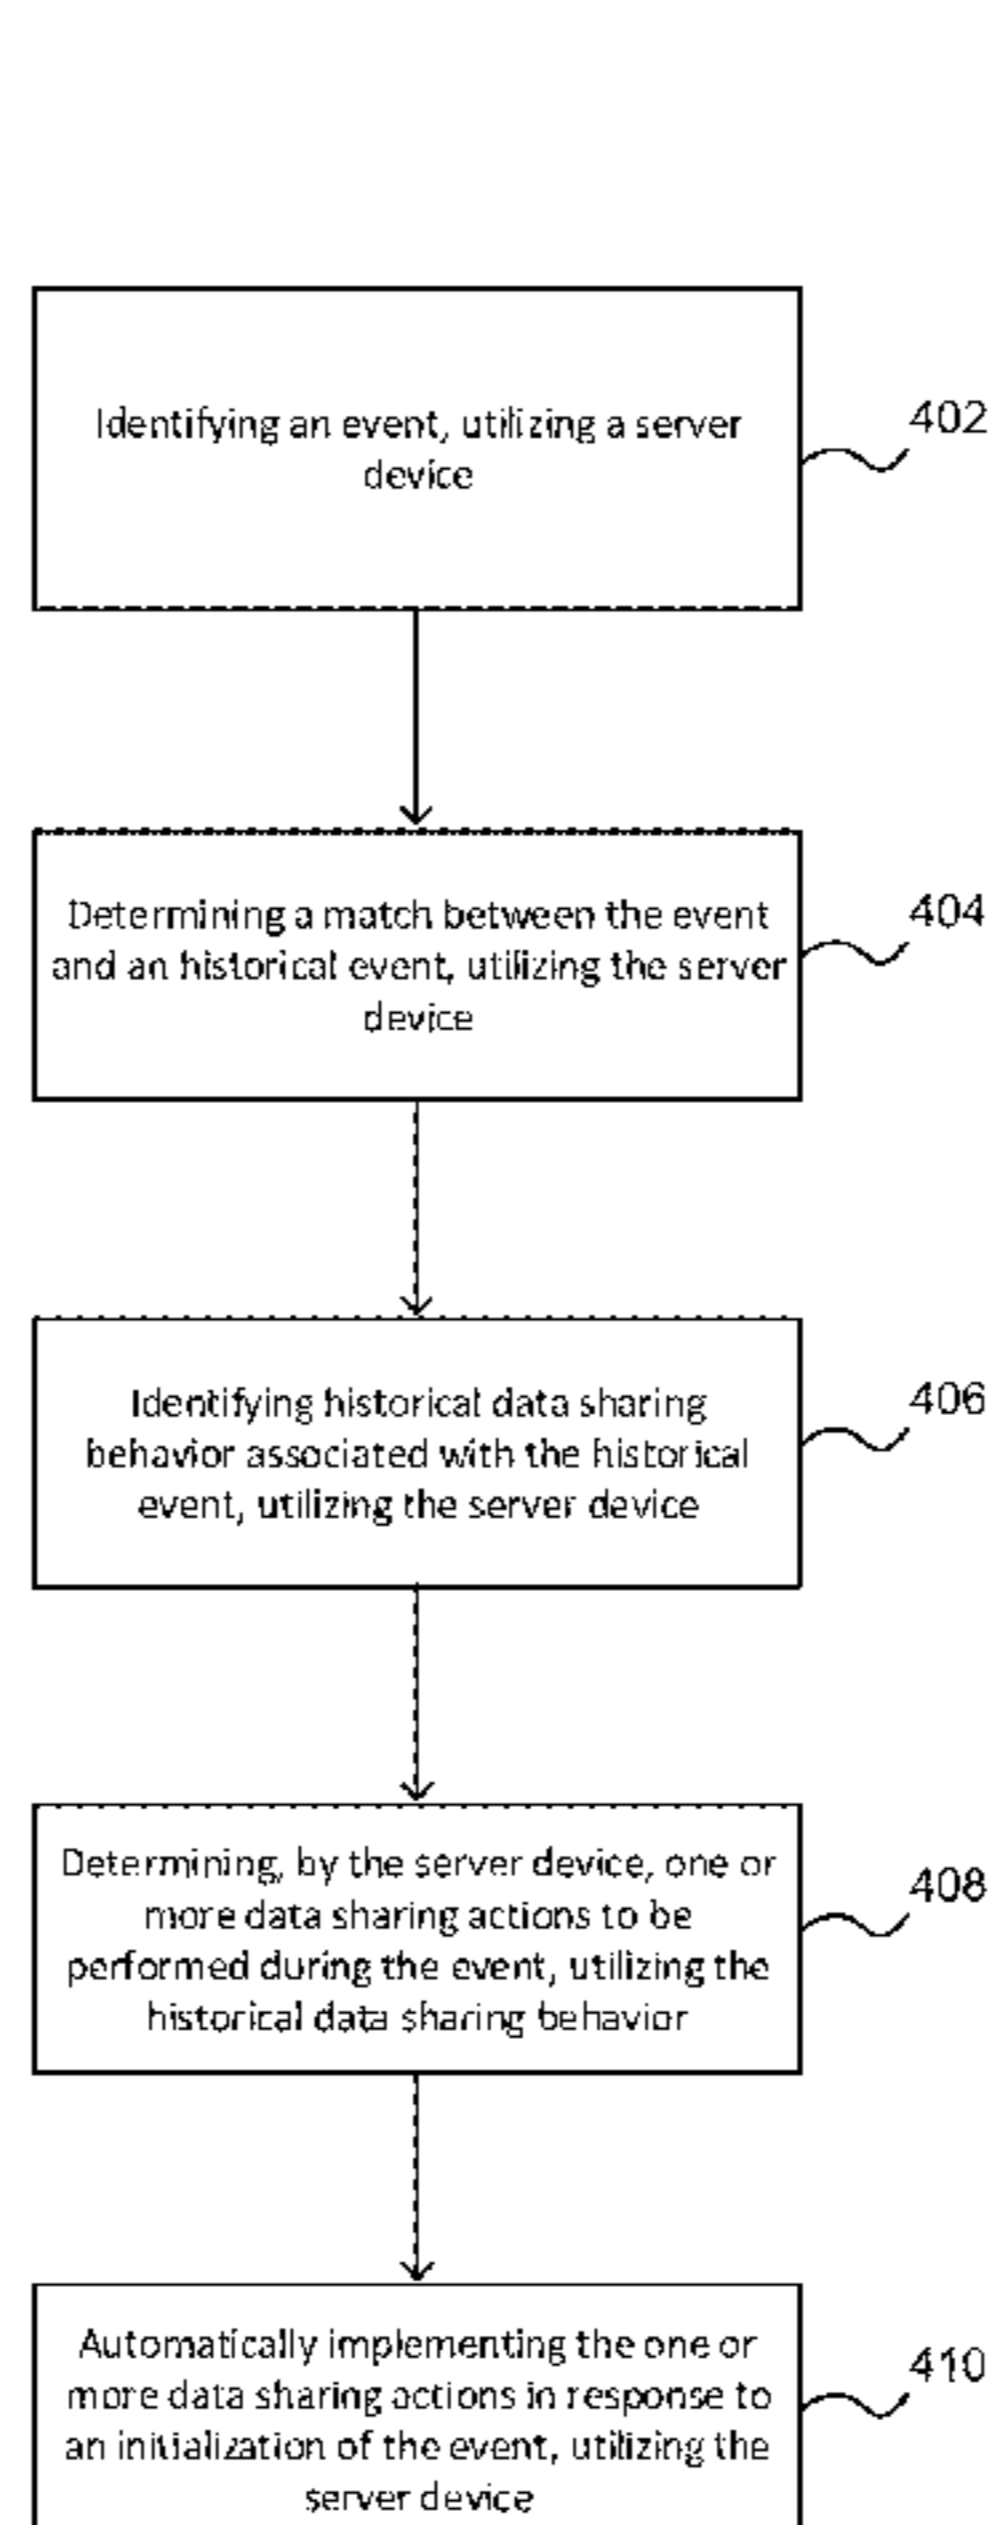 Identifying an event, utilizing a server
device
402
Determining a match between the event
and an historical event, utilizing the server
device
404
Identifying historical data sharing
behavior associated with the historical
event, utilizing the server device
406
Determining, by the server device, one or
more data sharing actions to be
performed during the event, utilizing the
historical data sharing behavior
408
Automatically implementing the one or
more data sharing actions in response to
an initialization of the event, utilizing the
server device
410